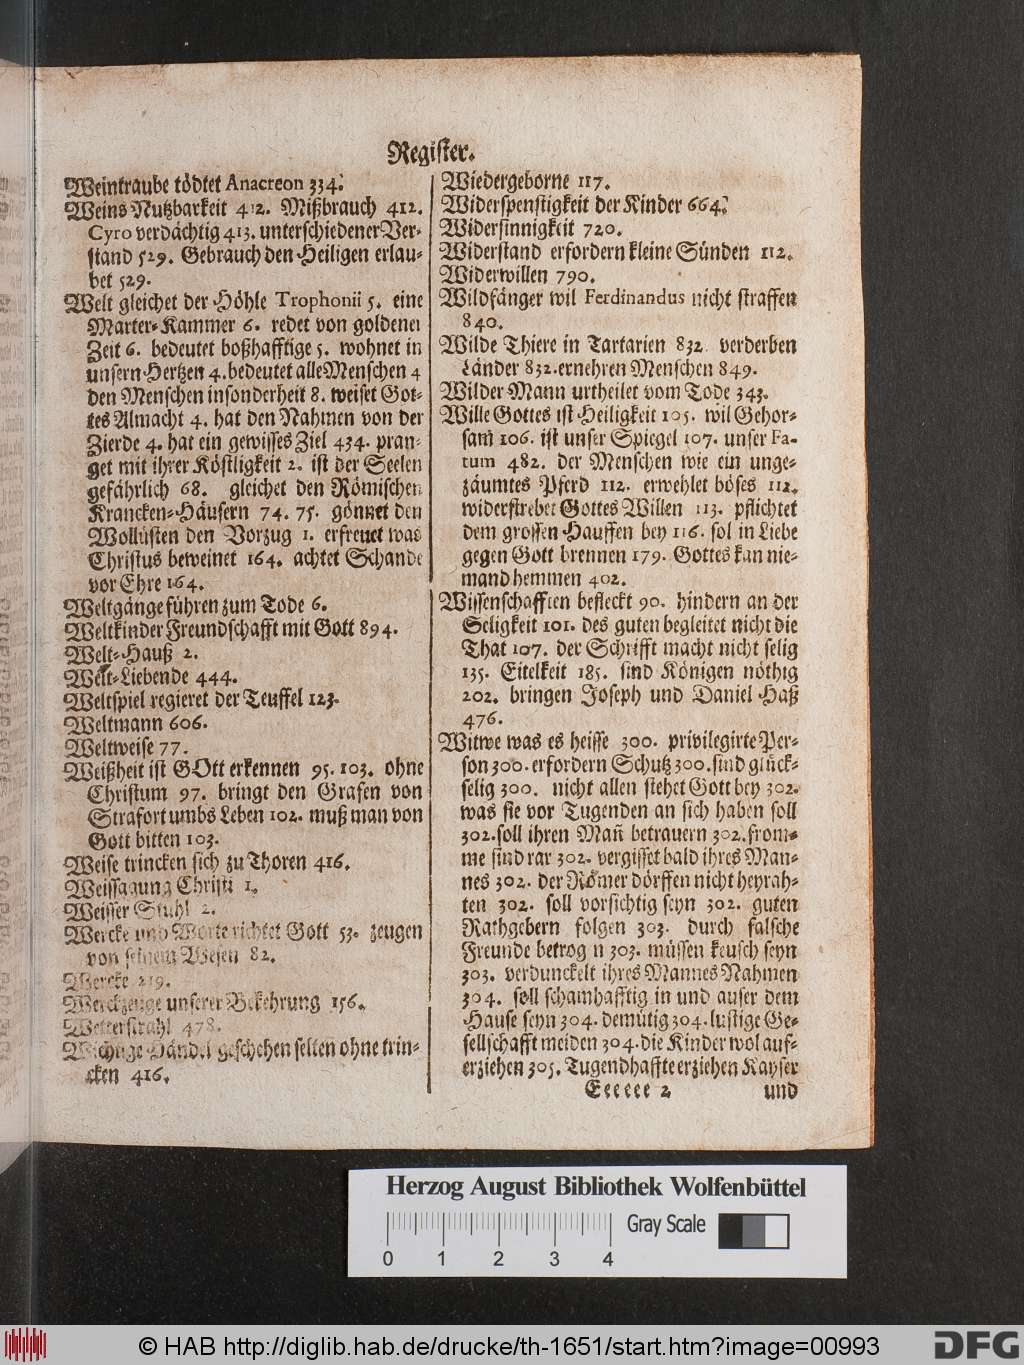 Register.
Weintraube tödtet Anacreon 334.
Weins Nutzbarkeit 412. Mißbrauch 412.
Cyro verdächtig 413. unterschiedener Ver-
stand 529. Gebrauch den Heiligen erlau-
bet 529.
Welt gleichet der Höhle Trophonii 5. eine
Marter-Kammer 6. redet von goldener
Zeit 6. bedeutet boßhafftige 5. wohnet in
unsern Hertzen 4. bedeutet alle Menschen 4
den Menschen insonderheit 8. weiset Got-
tes Almacht 4. hat den Nahmen von der
Zierde 4. hat ein gewisses Ziel 434. pran-
get mit ihrer Köstligkeit 2. ist der Seelen
gefährlich 68. gleichet den Römischen
Krancken-Häusern 74. 75. gönnet den
Wollüsten den Vorzug 1. erfreuet was
Christus beweinet 164. achtet Schande
vor Ehre 164.
Weltgänge führen zum Tode 6.
Weltkinder Freundschafft mit Gott 894.
Welt-Hauß 2.
Welt-Liebende 444.
Weltspiel regieret der Teuffel 123.
Weltmann 606.
Weltweise 77.
Weißheit ist GOtt erkennen 95. 103. ohne
Christum 97. bringt den Grafen von
Strafort umbs Leben 102. muß man von
Gott bitten 103.
Weise trincken sich zu Thoren 416.
Weissagung Christi 1.
Weisser Stuhl 2.
Wercke und Worte richtet Gott 53. zeugen
von seinem Wesen 82.
Wercke 219.
Werckzeuge unserer Bekehrung 156.
Wetterstrahl 478.
Wichtige Händel geschehen selten ohne trin-
cken 416.
Wiedergeborne 117.
Widerspenstigkeit der Kinder 664.
Widersinnigkeit 720.
Widerstand erfordern kleine Sünden 112.
Widerwillen 790.
Wildfänger wil Ferdinandus nicht straffen
840.
Wilde Thiere in Tartarien 832. verderben
Länder 832. ernehren Menschen 849.
Wilder Mann urtheilet vom Tode 343.
Wille Gottes ist Heiligkeit 105. wil Gehor-
sam 106. ist unser Spiegel 107. unser Fa-
tum 482. der Menschen wie ein unge-
zäumtes Pferd 112. erwehlet böses 112.
widerstrebet Gottes Willen 113. pflichtet
dem grossen Hauffen bey 116. sol in Liebe
gegen Gott brennen 179. Gottes kan nie-
mand hemmen 402.
Wissenschafften befleckt 90. hindern an der
Seligkeit 101. des guten begleitet nicht die
That 107. der Schrifft macht nicht selig
135. Eitelkeit 185. sind Königen nöthig
202. bringen Joseph und Daniel Haß
476.
Witwe was es heisse 300. privilegirte Per-
son 300. erfordern Schutz 300. sind glück-
selig 300. nicht allen stehet Gott bey 302.
was sie vor Tugenden an sich haben soll
302. soll ihren Mañ betrauern 302. from-
me sind rar 302. vergisset bald ihres Man-
nes 302. der Römer dörffen nicht heyrah-
ten 302. soll vorsichtig seyn 302. guten
Rathgebern folgen 303. durch falsche
Freunde betrog n 303. müssen keusch seyn
303. verdunckelt ihres Mannes Nahmen
304. soll schamhafftig in und auser dem
Hause seyn 304. demütig 304. lustige Ge-
sellschafft meiden 304. die Kinder wol auf-
erziehen 305. Tugendhaffte erziehen Kayser
Eeeeee 2
und
Herzog August Bibliothek Wolfenbüttel
Gray Scale
0 1 2 3 4
© HAB http://diglib.hab.de/drucke/th-1651/start.htm?image=00993
DFG